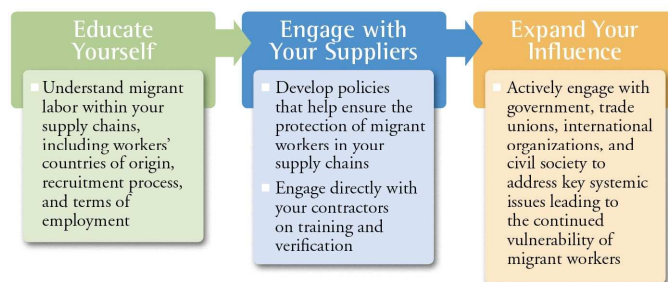 Educate
Yourself
Understand migrant
labor within your
supply chains,
including workers'
countries of origin,
recruitment process,
and terms of
employment
Engage with
Your Suppliers
Develop policies
that help ensure the
protection of migrant
workers in your
supply chains
Engage directly with
your contractors
on training and
verification
Expand Your
Influence
Actively engage with
government, trade
unions, international
organizations, and
civil society to
address key systemic
issues leading to
the continued
vulnerability of
migrant workers